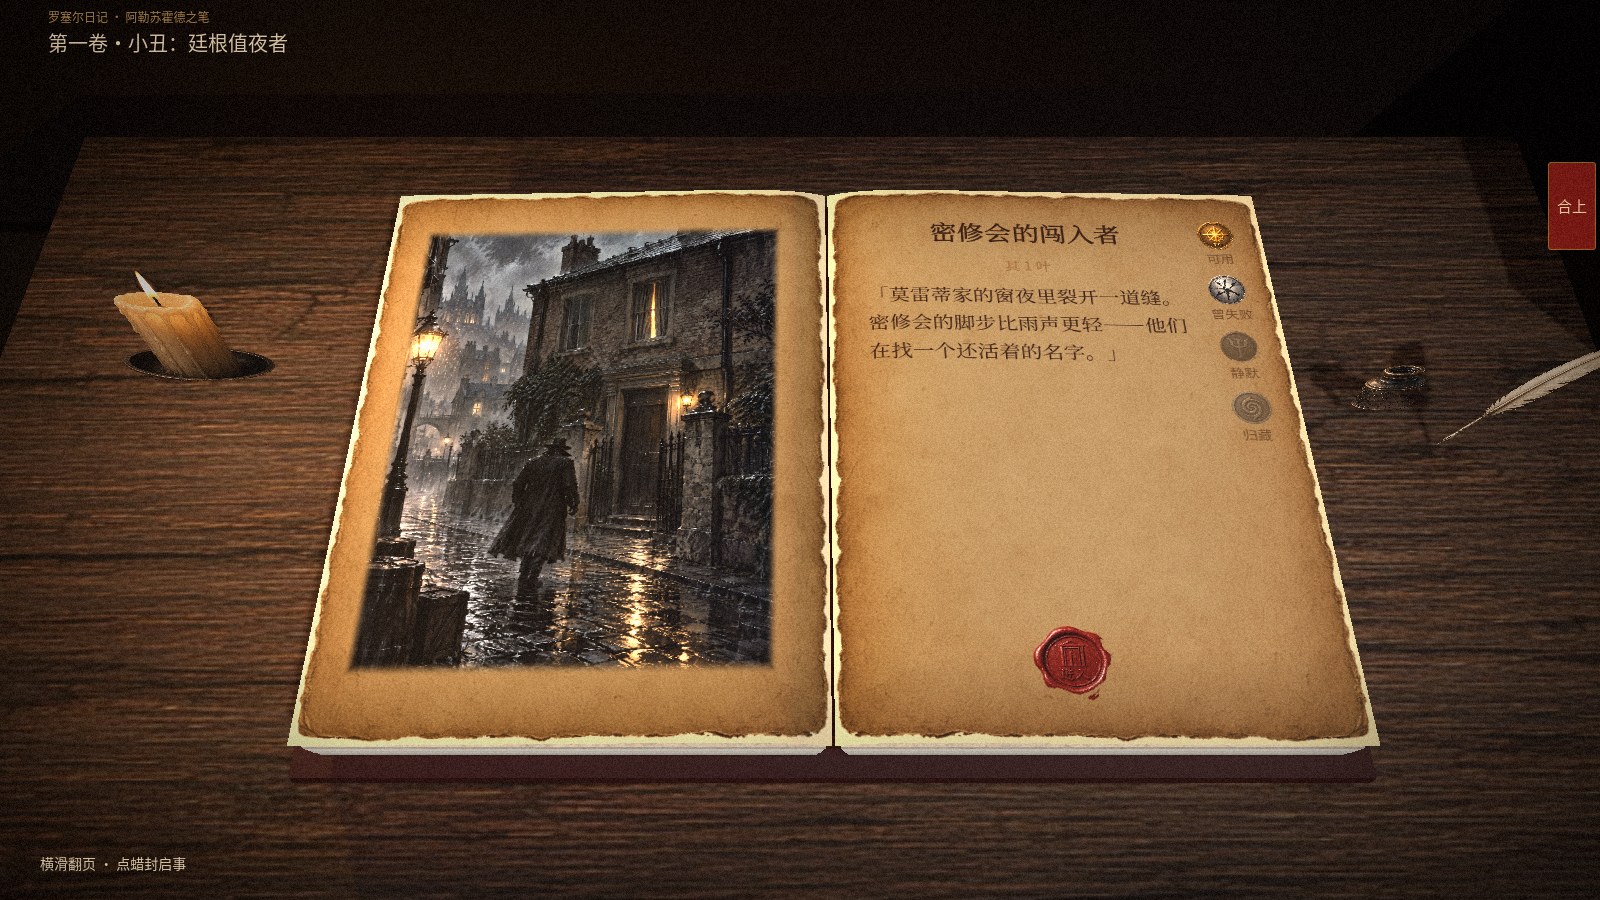 罗塞尔日记 · 阿勒苏霍德之笔
第一卷·小丑：廷根值夜者
合上
密修会的闯入者
其 1 叶
「莫雷蒂家的窗夜里裂开一道缝。
密修会的脚步比雨声更轻——他们
在找一个还活着的名字。」
可用
曾失败
静默
归藏
横滑翻页 · 点蜡封启事